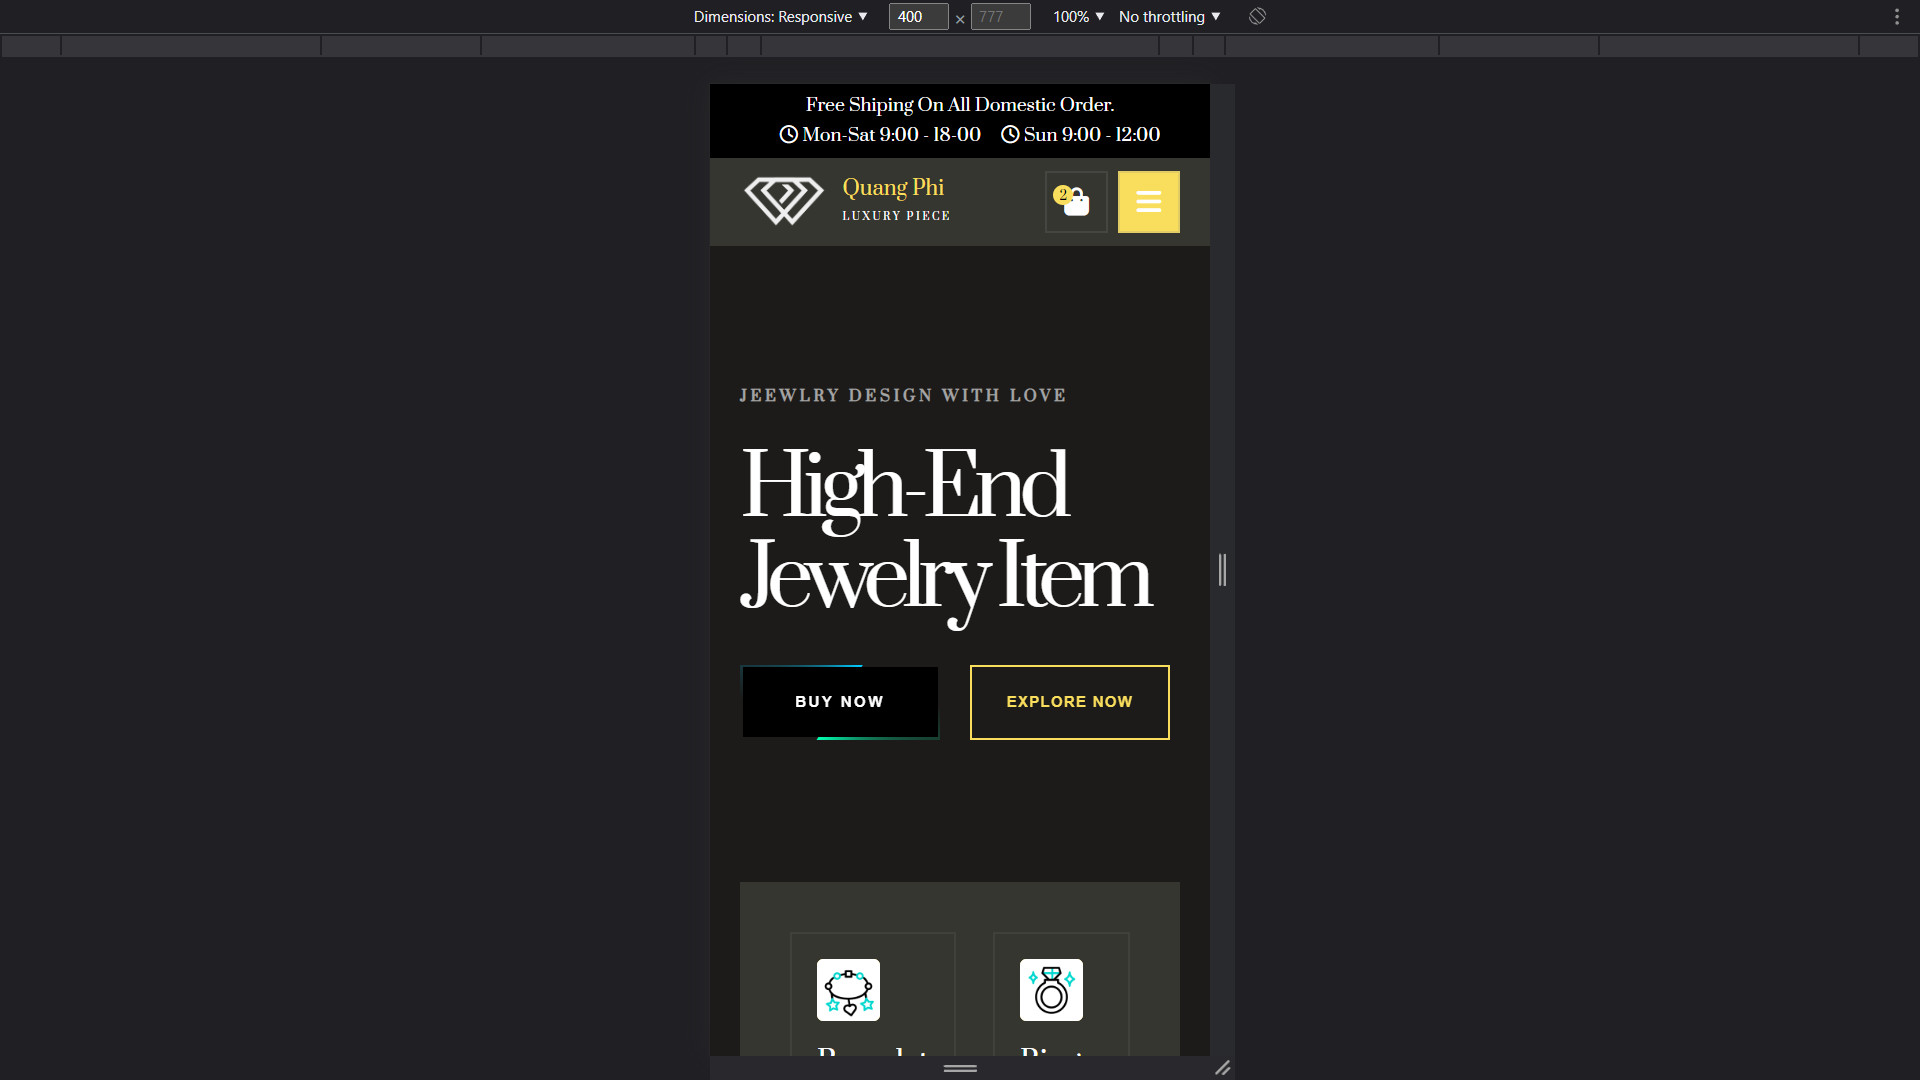 Dimensions: Responsive ▼ 400 × 777 100% ▼ No throttling ▼
Free Shiping On All Domestic Order.
Mon-Sat 9:00 - 18-00 Sun 9:00 - 12:00
Quang Phi
LUXURY PIECE
2
JEEWLRY DESIGN WITH LOVE
High-End
Jewelry Item
BUY NOW EXPLORE NOW